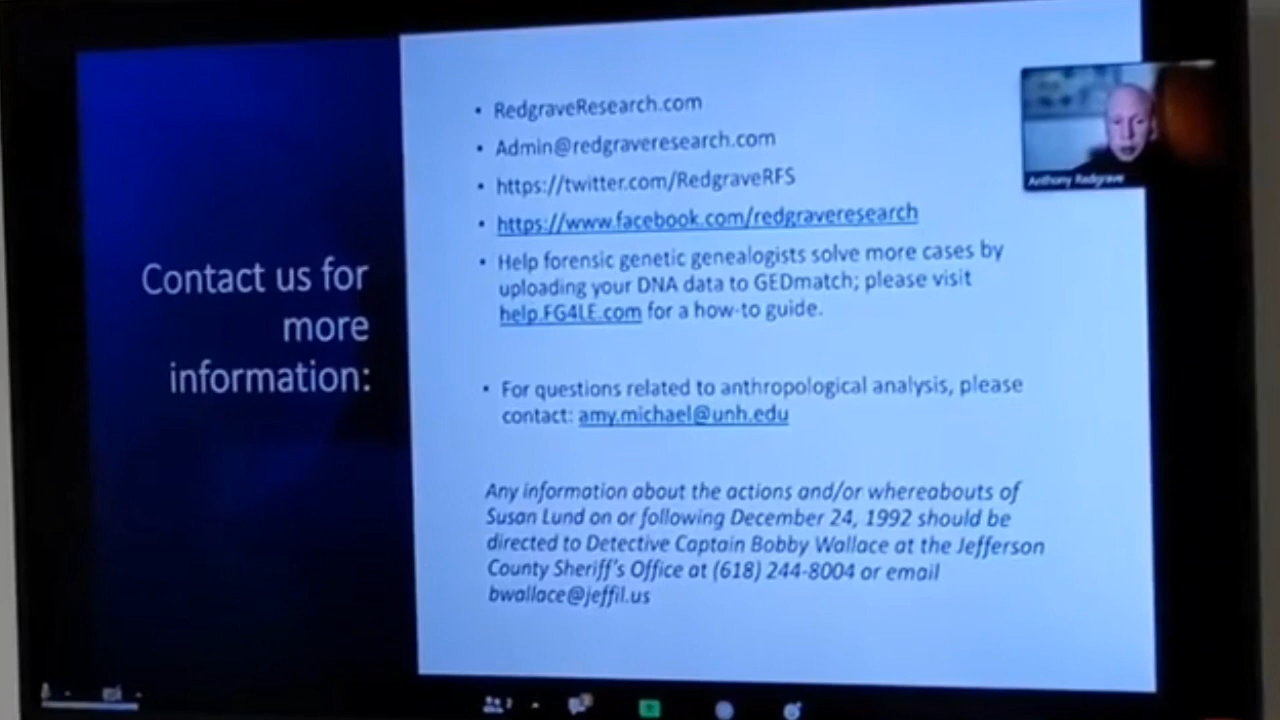 Contact us for
more
information:
• RedgraveResearch.com
• Admin@redgraveresearch.com
• https://twitter.com/RedgraveRFS
• https://www.facebook.com/redgraveresearch
• Help forensic genetic genealogists solve more cases by
uploading your DNA data to GEDmatch; please visit
help.FG4LE.com for a how-to guide.
• For questions related to anthropological analysis, please
contact: amy.michael@unh.edu
Any information about the actions and/or whereabouts of
Susan Lund on or following December 24, 1992 should be
directed to Detective Captain Bobby Wallace at the Jefferson
County Sheriff's Office at (618) 244-8004 or email
bwallace@jeffil.us
Anthony Redgrave